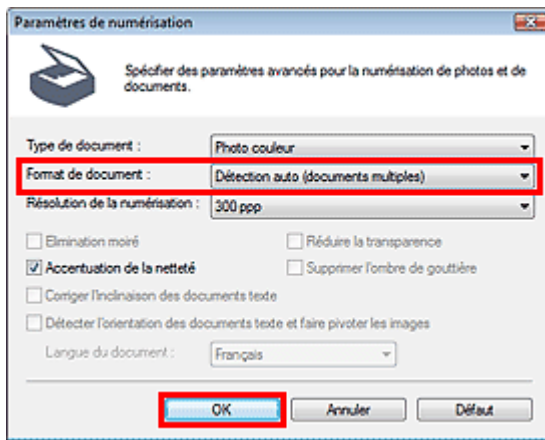 Paramètres de numérisation
Spécifier des paramètres avancés pour la numérisation de photos et de
documents.
Type de document : Photo couleur
Format de document : Détection auto (documents multiples)
Résolution de la numérisation : 300 ppp
Elimination moiré Réduire la transparence
Accentuation de la netteté Supprimer l'ombre de gouttière
Corriger l'inclinaison des documents texte
Détecter l'orientation des documents texte et faire pivoter les images
Langue du document : Français
OK Annuler Défaut